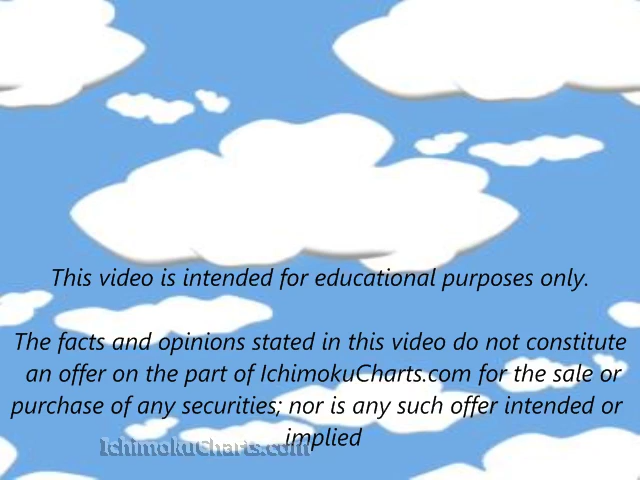 This video is intended for educational purposes only.
The facts and opinions stated in this video do not constitute
an offer on the part of IchimokuCharts.com for the sale or
purchase of any securities; nor is any such offer intended or
implied
IchimokuCharts.com